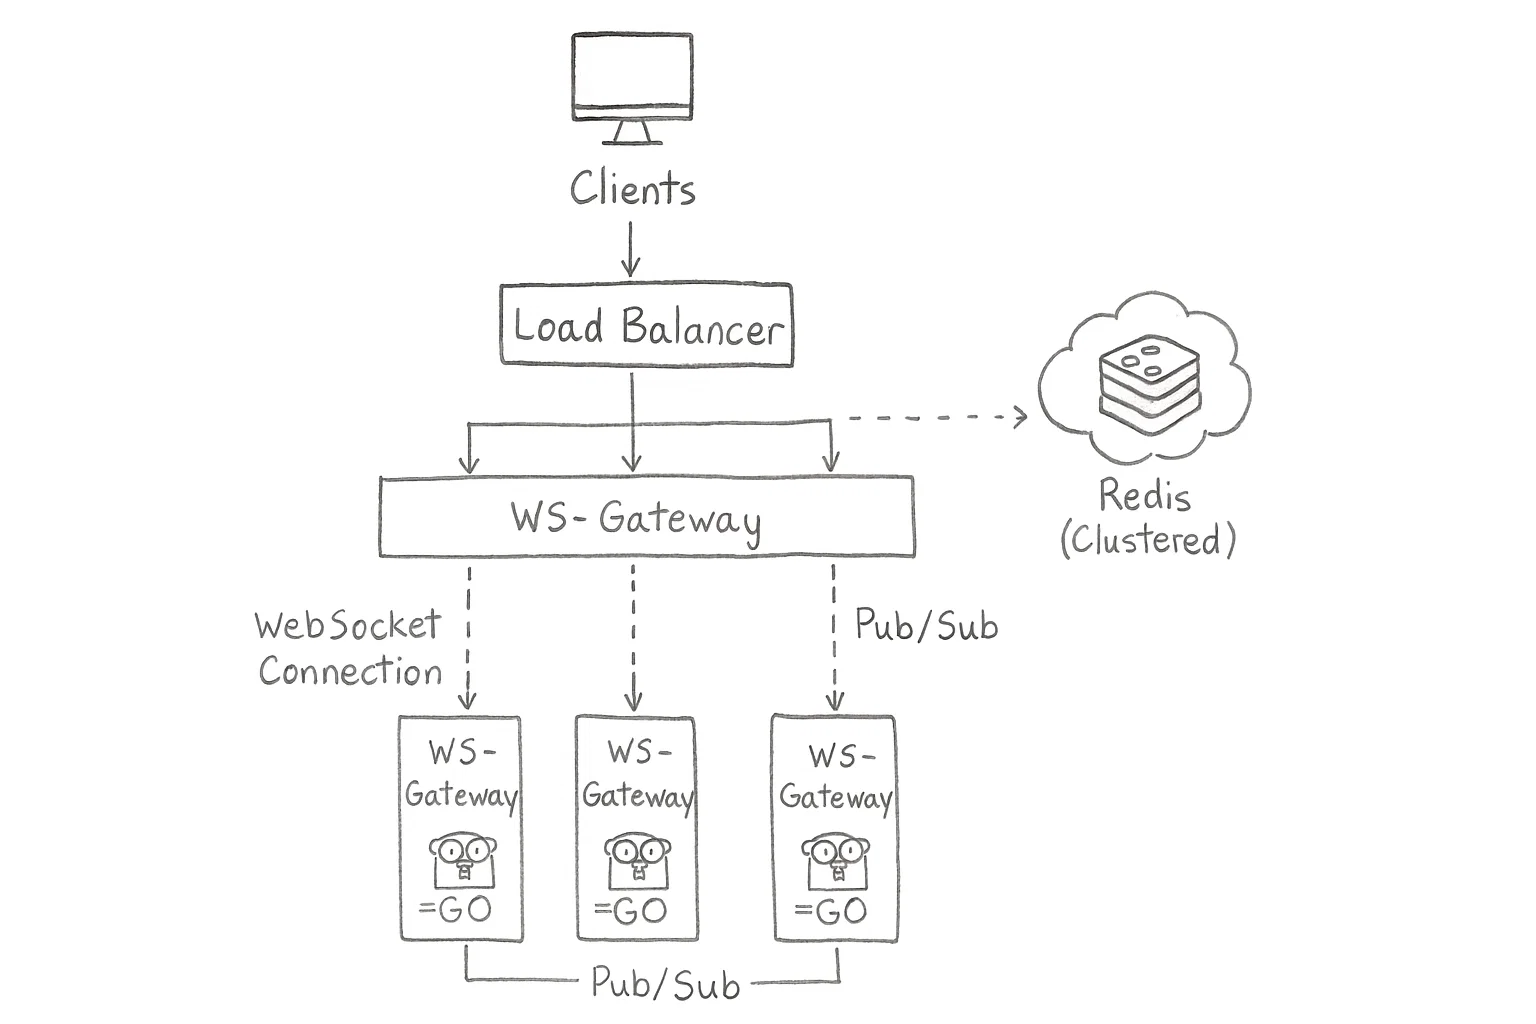 Clients
Load Balancer
Redis
(Clustered)
WS-Gateway
WebSocket
Connection
Pub/Sub
WS-
Gateway
=GO
WS-
Gateway
=GO
WS-
Gateway
=GO
Pub/Sub